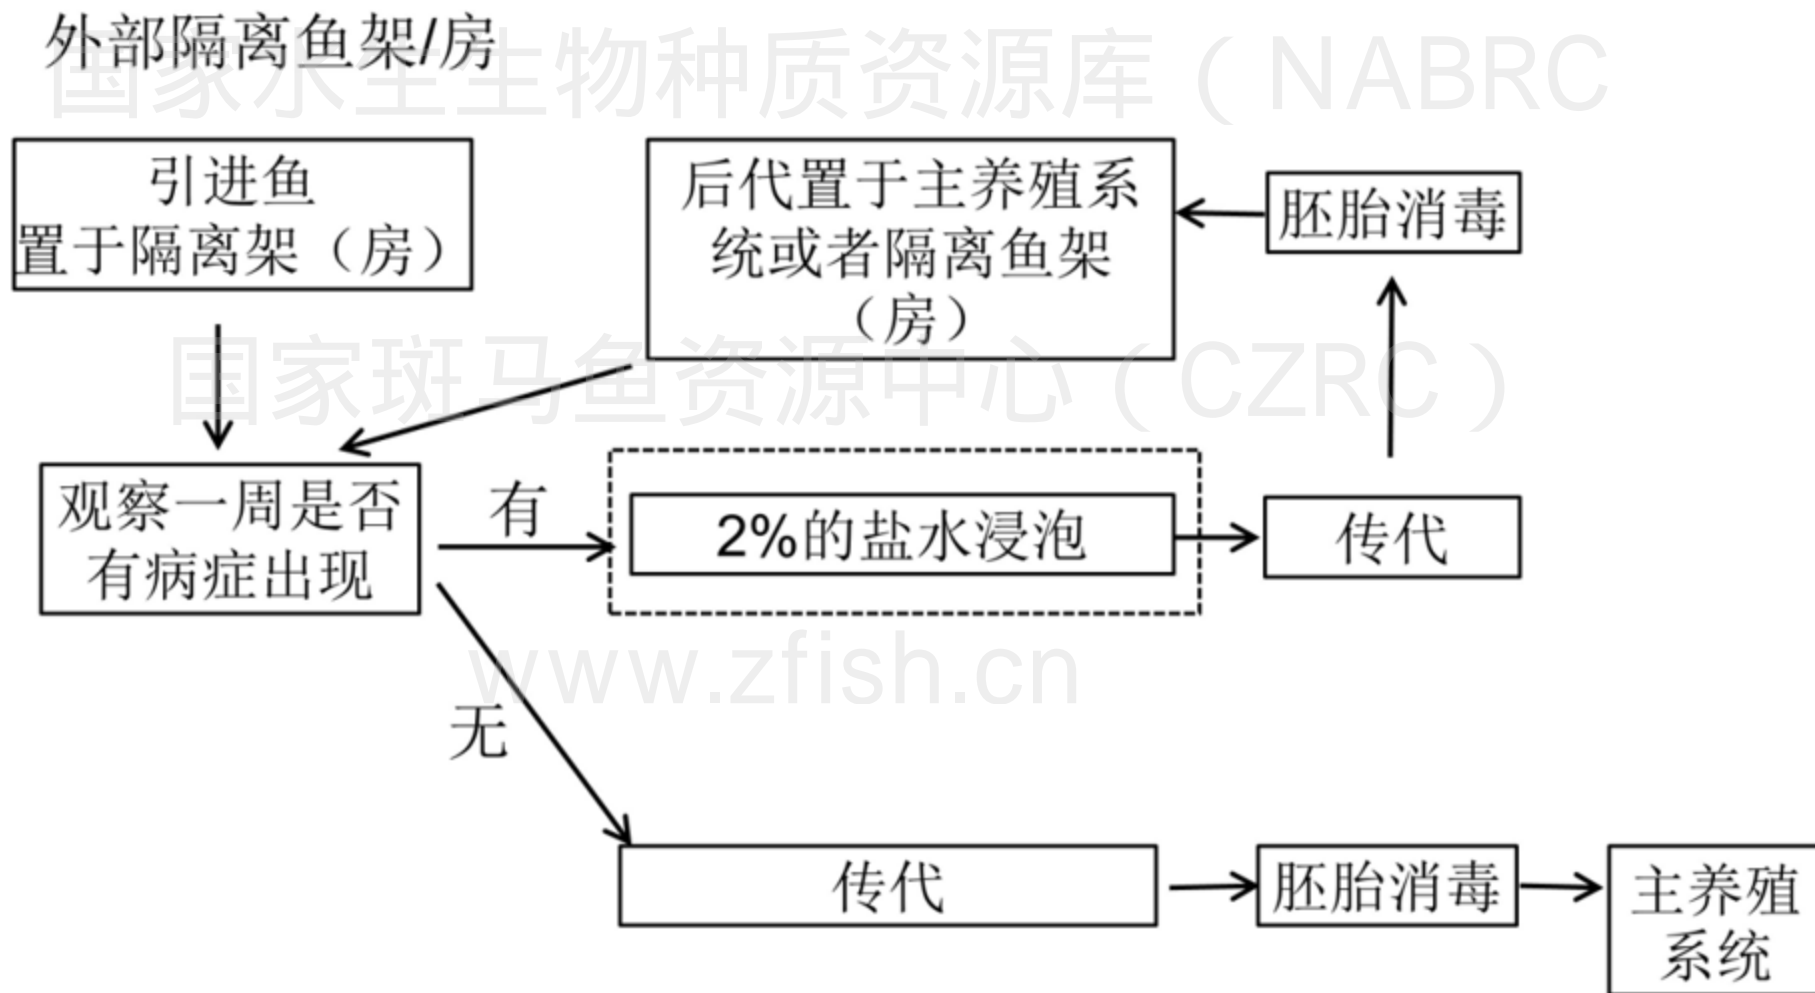 外部隔离鱼架/房
国家水生生物种质资源库（NABRC
引进鱼
置于隔离架（房）
后代置于主养殖系
统或者隔离鱼架
（房）
胚胎消毒
国家斑马鱼资源中心（CZRC）
观察一周是否
有病症出现
有
2%的盐水浸泡
传代
www.zfish.cn
无
传代
胚胎消毒
主养殖
系统